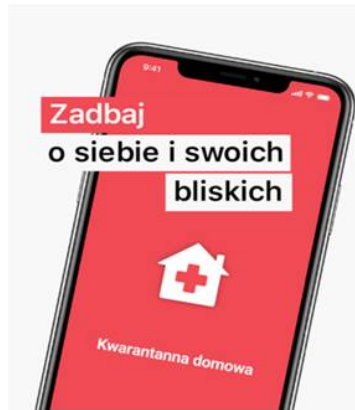 9:41
Zadbaj
o siebie i swoich
bliskich
Kwarantanna domowa